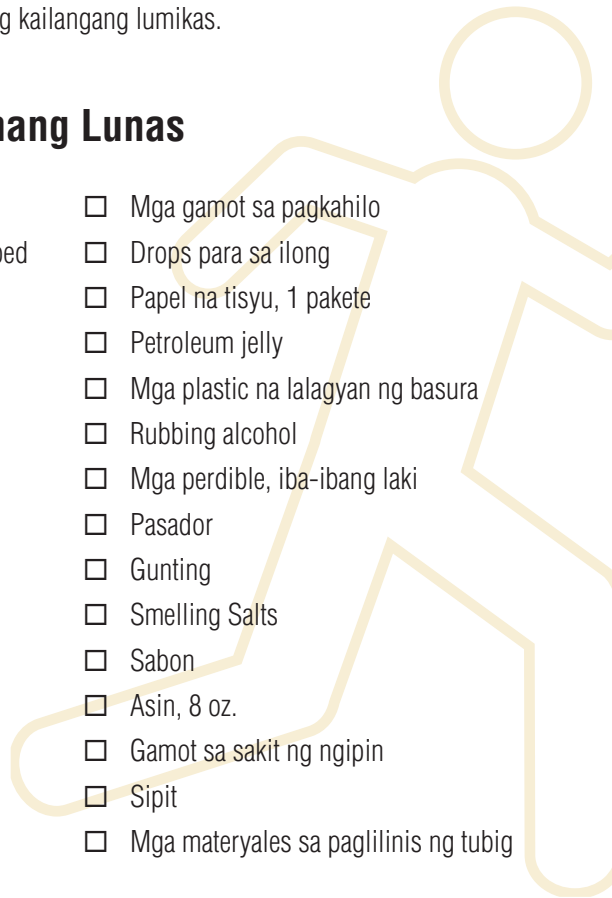 kailangang lumikas.
Lunas
☐ Mga gamot sa pagkahilo
☐ Drops para sa ilong
☐ Papel na tisyu, 1 pakete
☐ Petroleum jelly
☐ Mga plastic na lalagyan ng basura
☐ Rubbing alcohol
☐ Mga perdible, iba-ibang laki
☐ Pasador
☐ Gunting
☐ Smelling Salts
☐ Sabon
☐ Asin, 8 oz.
☐ Gamot sa sakit ng ngipin
☐ Sipit
☐ Mga materyales sa paglilinis ng tubig